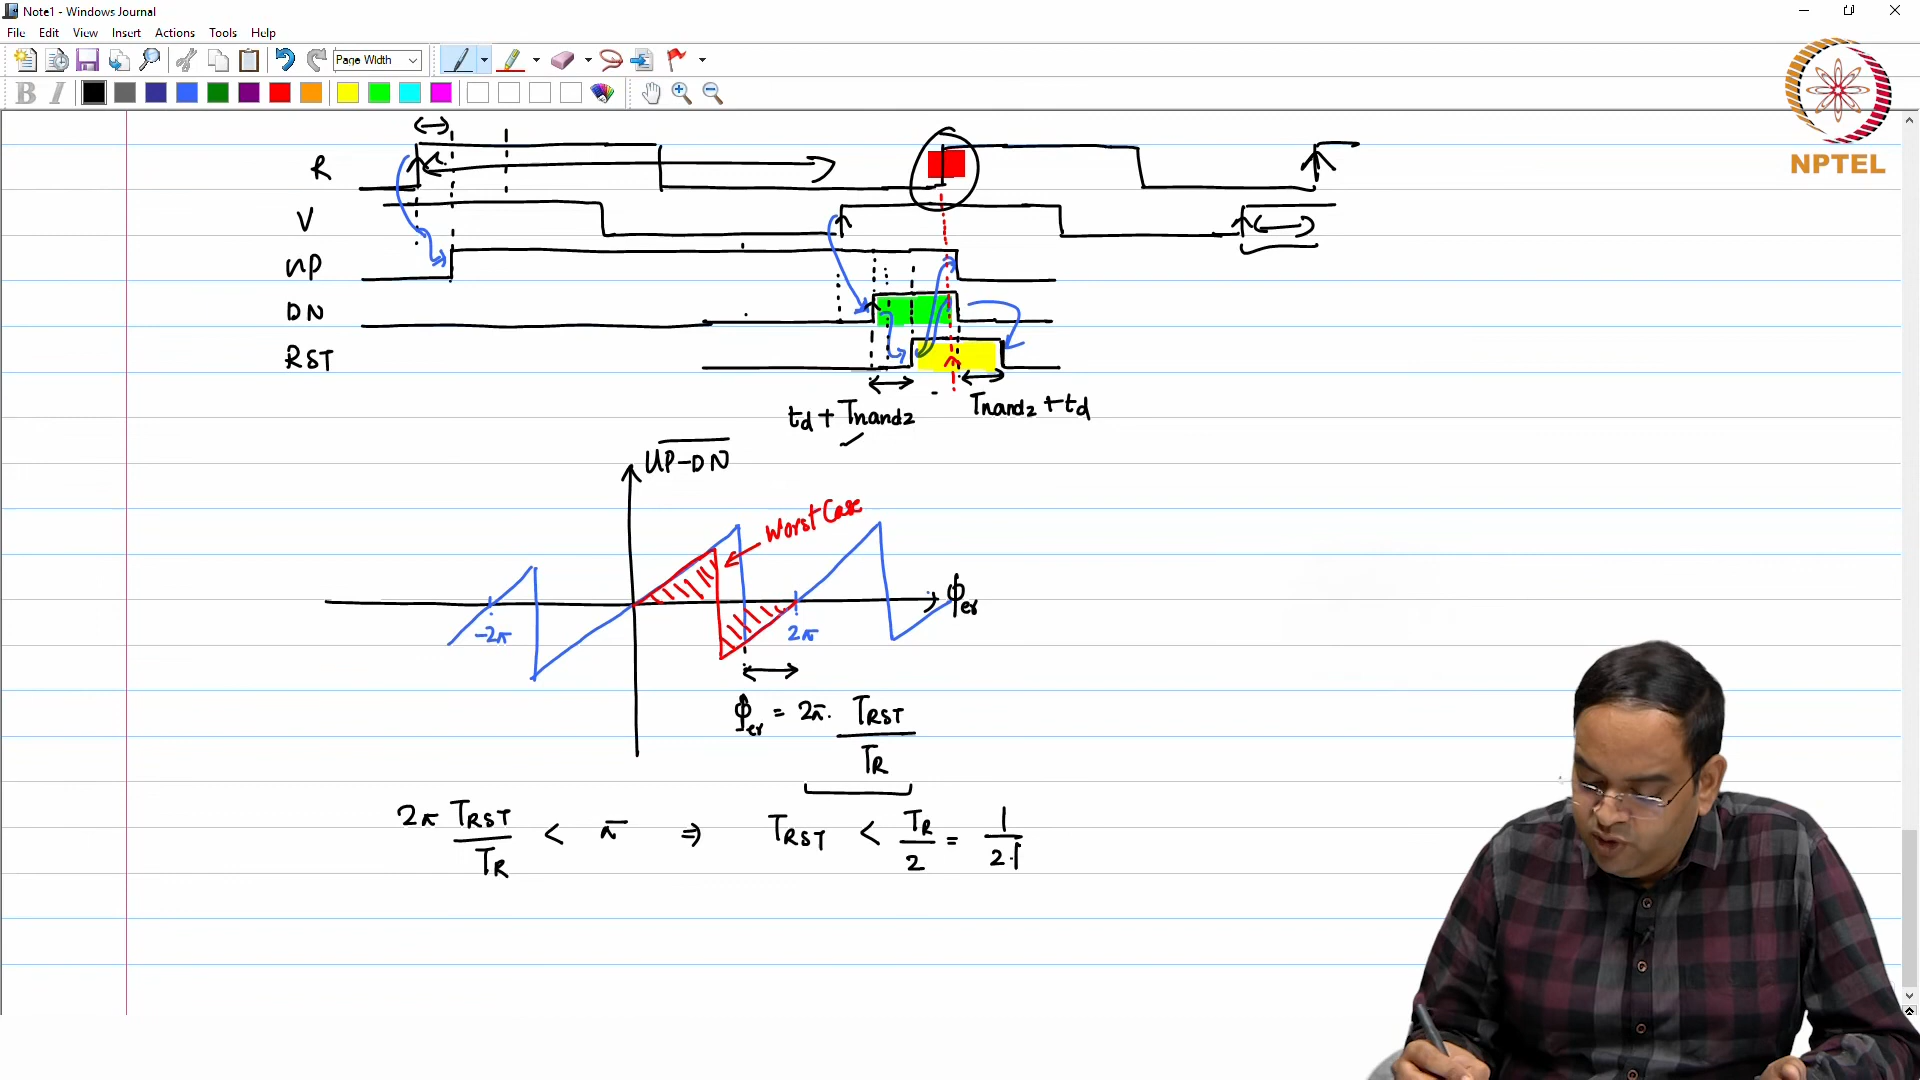 Note1 - Windows Journal
File Edit View Insert Actions Tools Help
Page Width
B I
NPTEL
R
V
UP
DN
RST
td + Tnand2
Tnand2 + td
UP-DN
Worst Case
ϕer
-2π
2π
ϕer = 2π. TRST / TR
2π TRST / TR < π ⇒ TRST < TR / 2 = 1 / 2.f